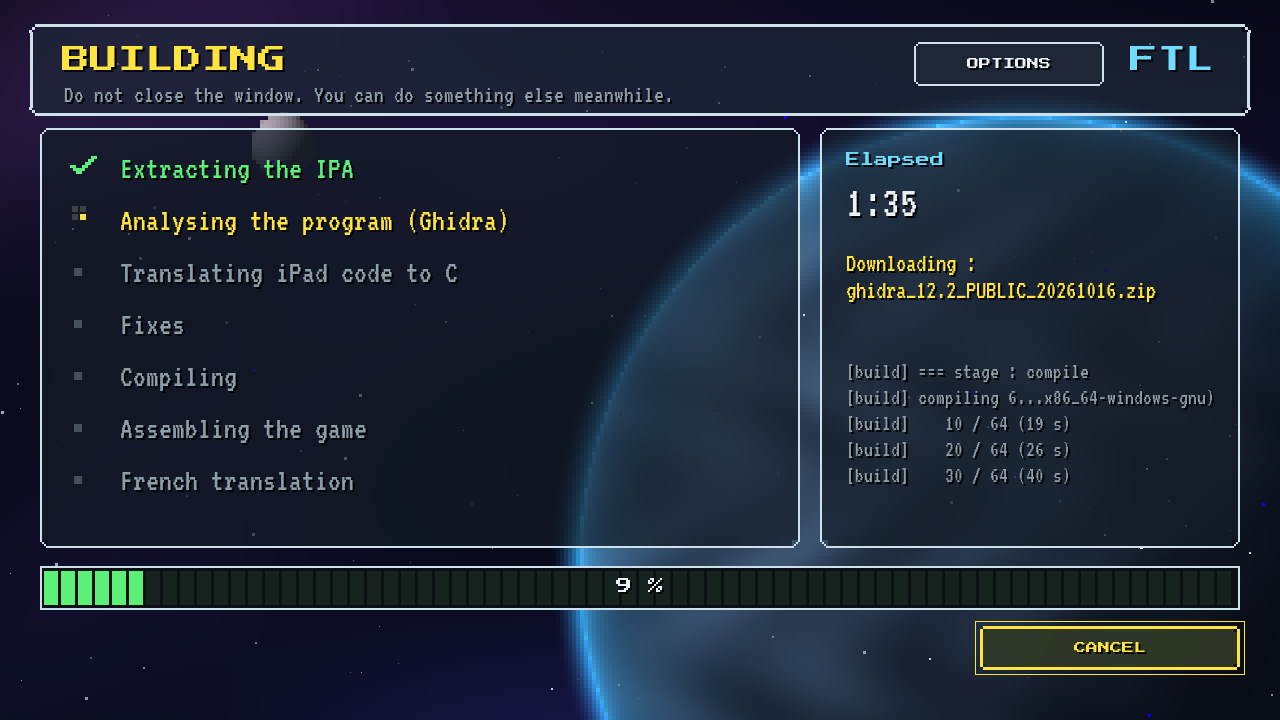 BUILDING
Do not close the window. You can do something else meanwhile.
OPTIONS
FTL
Extracting the IPA
Analysing the program (Ghidra)
Translating iPad code to C
Fixes
Compiling
Assembling the game
French translation
Elapsed
1:35
Downloading :
ghidra_12.2_PUBLIC_20261016.zip
[build] === stage : compile
[build] compiling 6...x86_64-windows-gnu)
[build]    10 / 64 (19 s)
[build]    20 / 64 (26 s)
[build]    30 / 64 (40 s)
9 %
CANCEL